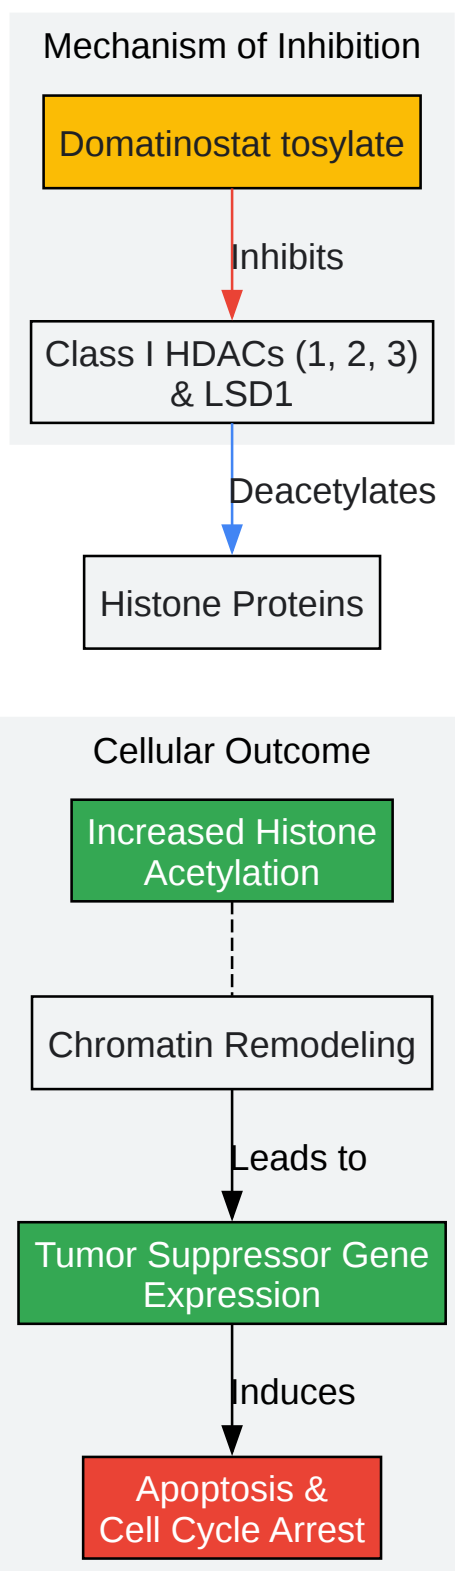 Mechanism of Inhibition
Domatinostat tosylate
Inhibits
Class I HDACs (1, 2, 3)
& LSD1
Deacetylates
Histone Proteins
Cellular Outcome
Increased Histone
Acetylation
Chromatin Remodeling
Leads to
Tumor Suppressor Gene
Expression
Induces
Apoptosis &
Cell Cycle Arrest